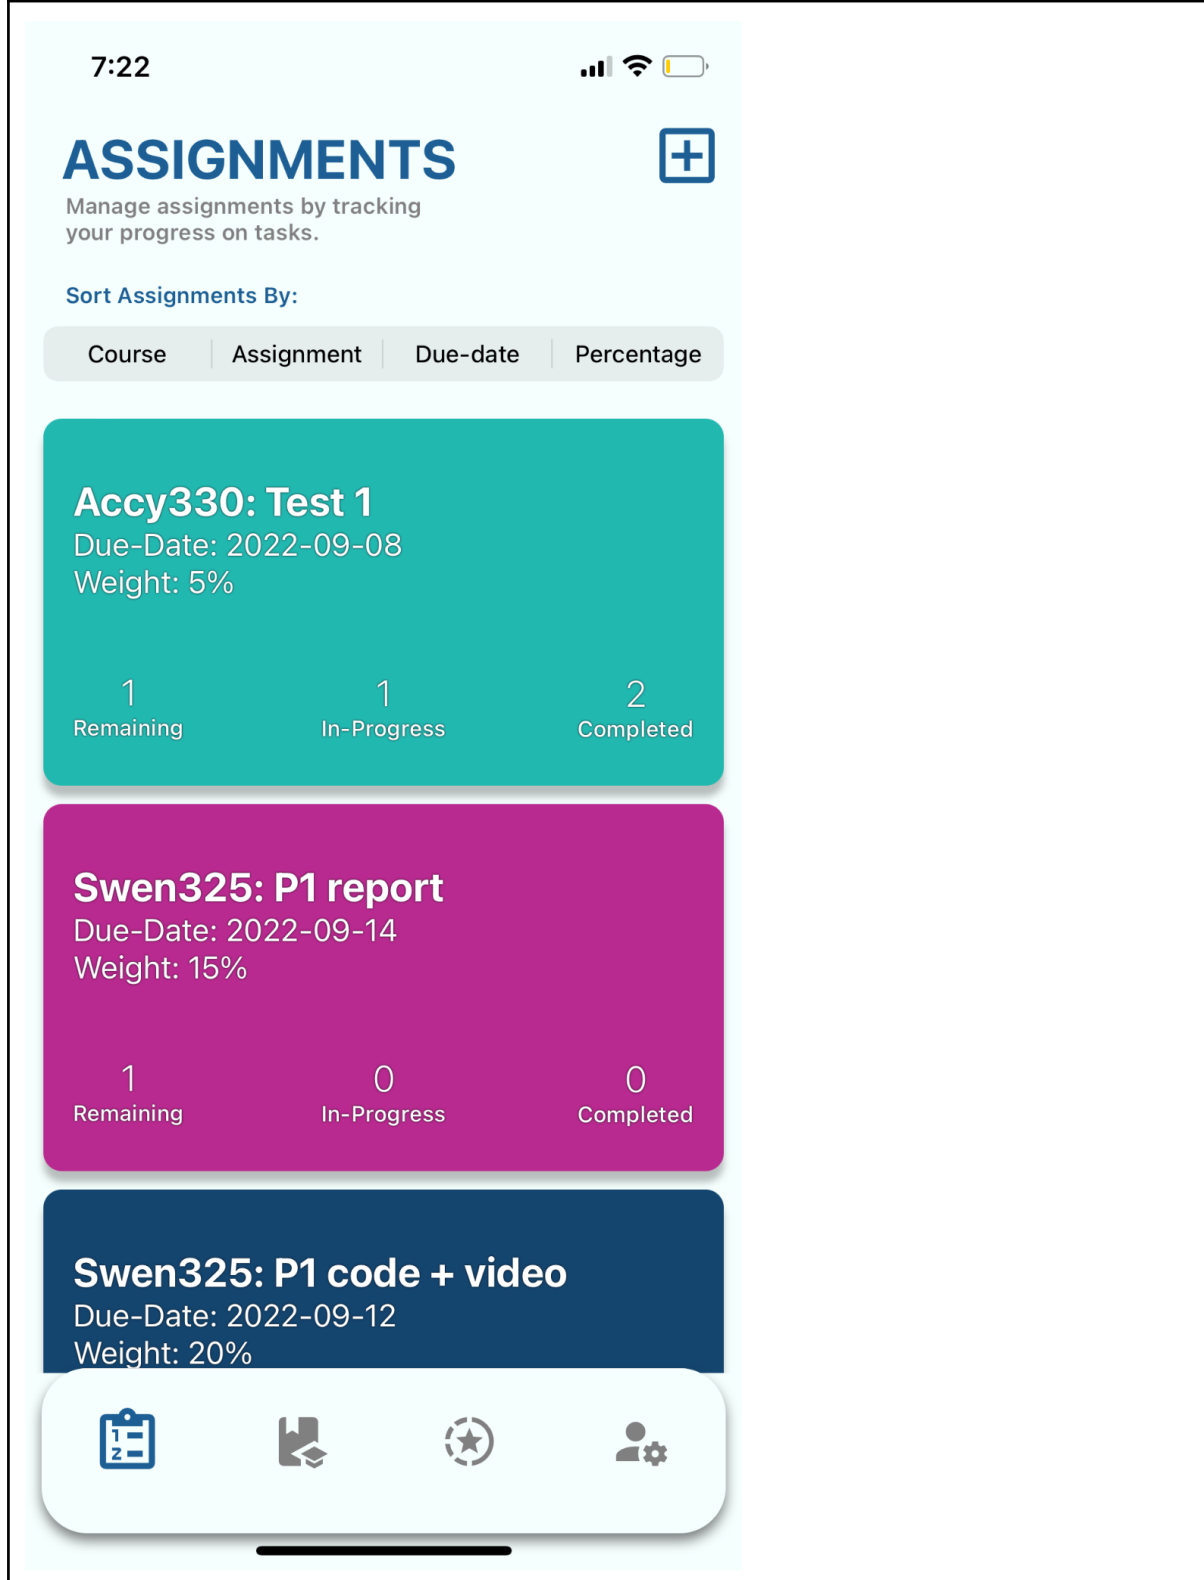 7:22
ASSIGNMENTS
Manage assignments by tracking
your progress on tasks.
Sort Assignments By:
Course Assignment Due-date Percentage
Accy330: Test 1
Due-Date: 2022-09-08
Weight: 5%
1 1 2
Remaining In-Progress Completed
Swen325: P1 report
Due-Date: 2022-09-14
Weight: 15%
1 0 0
Remaining In-Progress Completed
Swen325: P1 code + video
Due-Date: 2022-09-12
Weight: 20%